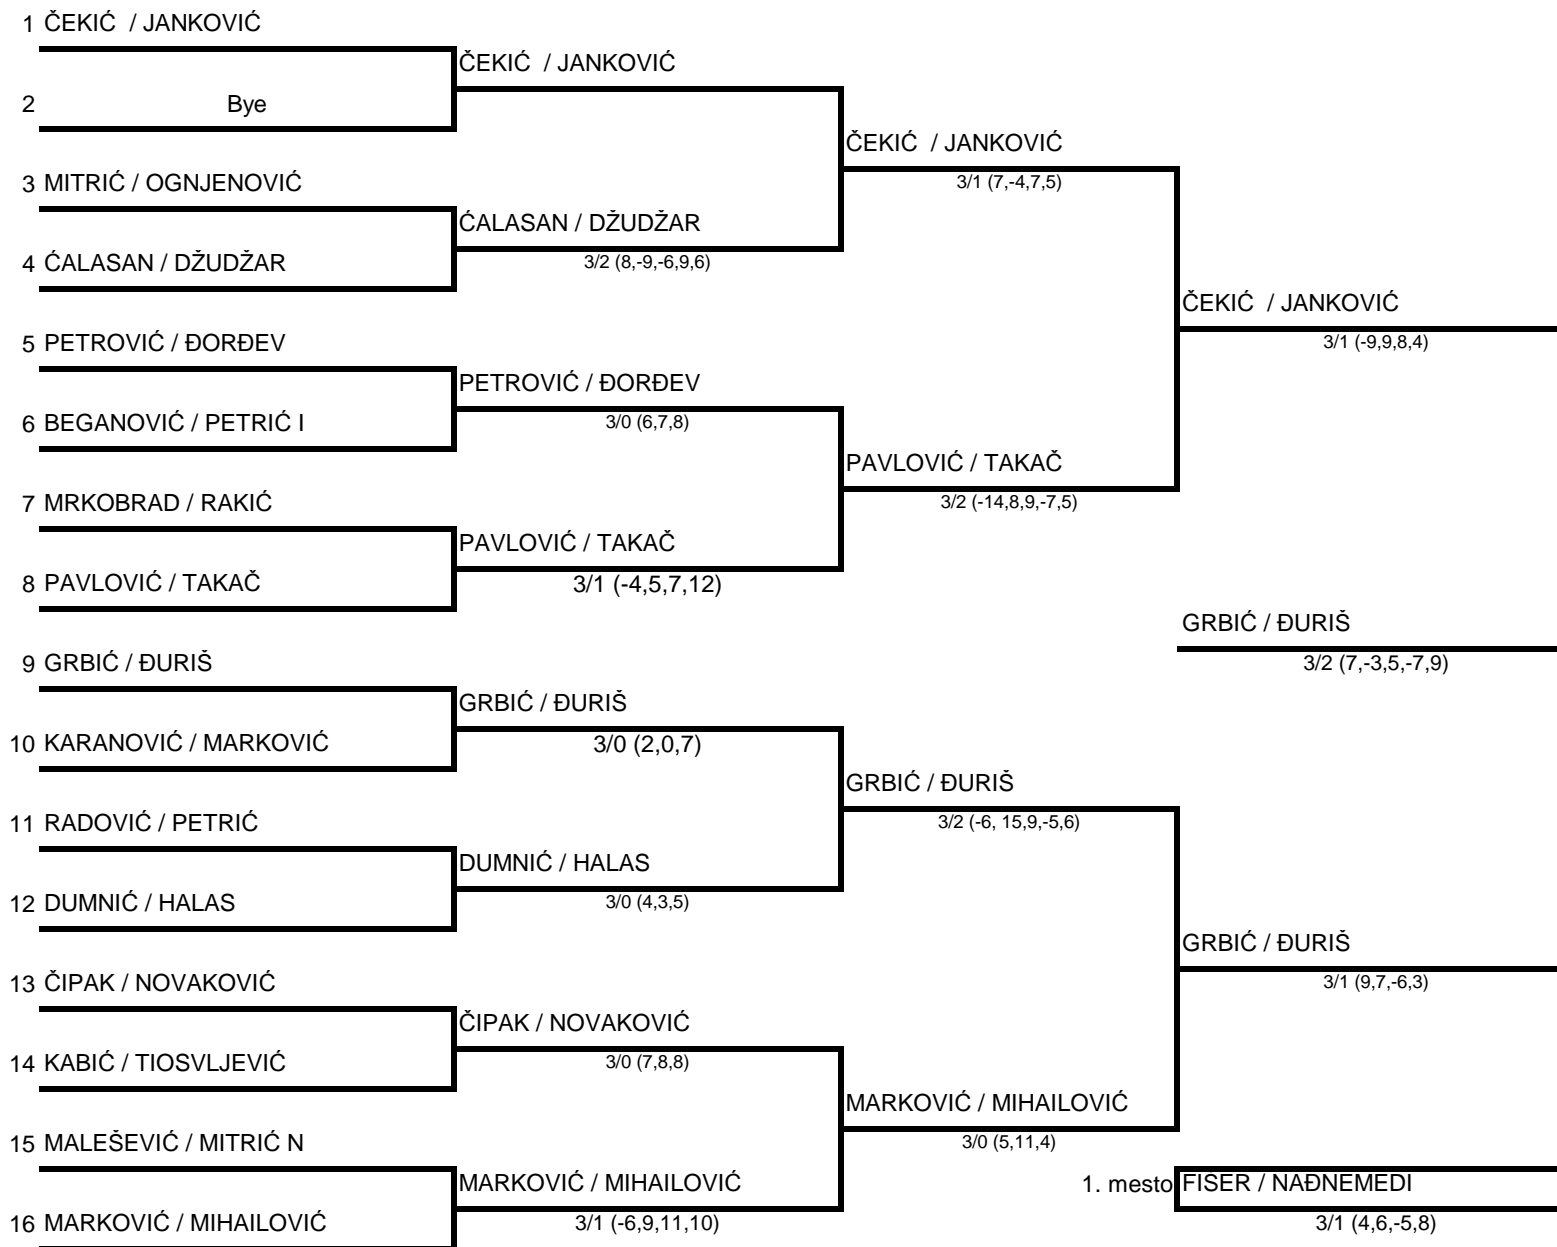 1 ČEKIĆ / JANKOVIĆ
ČEKIĆ / JANKOVIĆ
2 Bye
ČEKIĆ / JANKOVIĆ
3/1 (7,-4,7,5)
3 MITRIĆ / OGNJENOVIĆ
ĆALASAN / DŽUDŽAR
3/2 (8,-9,-6,9,6)
4 ĆALASAN / DŽUDŽAR
ČEKIĆ / JANKOVIĆ
3/1 (-9,9,8,4)
5 PETROVIĆ / ĐORĐEV
PETROVIĆ / ĐORĐEV
3/0 (6,7,8)
6 BEGANOVIĆ / PETRIĆ I
PAVLOVIĆ / TAKAČ
3/2 (-14,8,9,-7,5)
7 MRKOBRAD / RAKIĆ
PAVLOVIĆ / TAKAČ
3/1 (-4,5,7,12)
8 PAVLOVIĆ / TAKAČ
GRBIĆ / ĐURIŠ
3/2 (7,-3,5,-7,9)
9 GRBIĆ / ĐURIŠ
GRBIĆ / ĐURIŠ
3/0 (2,0,7)
10 KARANOVIĆ / MARKOVIĆ
GRBIĆ / ĐURIŠ
3/2 (-6, 15,9,-5,6)
11 RADOVIĆ / PETRIĆ
DUMNIĆ / HALAS
3/0 (4,3,5)
12 DUMNIĆ / HALAS
GRBIĆ / ĐURIŠ
3/1 (9,7,-6,3)
13 ČIPAK / NOVAKOVIĆ
ČIPAK / NOVAKOVIĆ
3/0 (7,8,8)
14 KABIĆ / TIOSVLJEVIĆ
MARKOVIĆ / MIHAILOVIĆ
3/0 (5,11,4)
15 MALEŠEVIĆ / MITRIĆ N
MARKOVIĆ / MIHAILOVIĆ
3/1 (-6,9,11,10)
1. mesto FISER / NAĐNEMEDI
3/1 (4,6,-5,8)
16 MARKOVIĆ / MIHAILOVIĆ